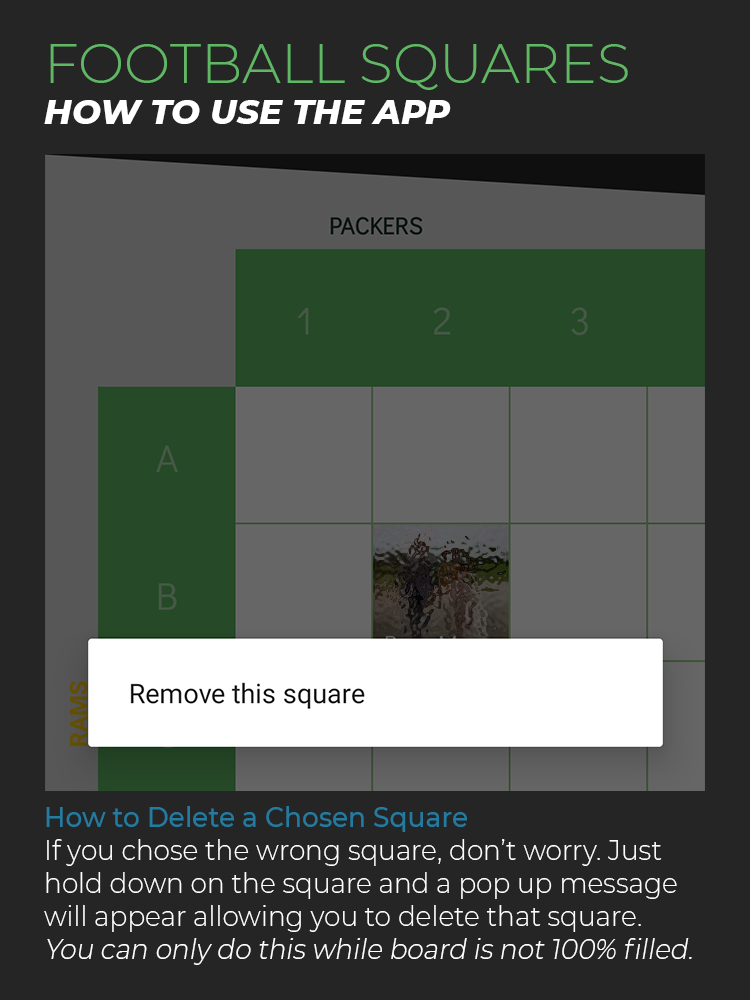 FOOTBALL SQUARES
HOW TO USE THE APP
PACKERS
1 2 3
A
B
RAMS
Remove this square
How to Delete a Chosen Square
If you chose the wrong square, don’t worry. Just
hold down on the square and a pop up message
will appear allowing you to delete that square.
You can only do this while board is not 100% filled.